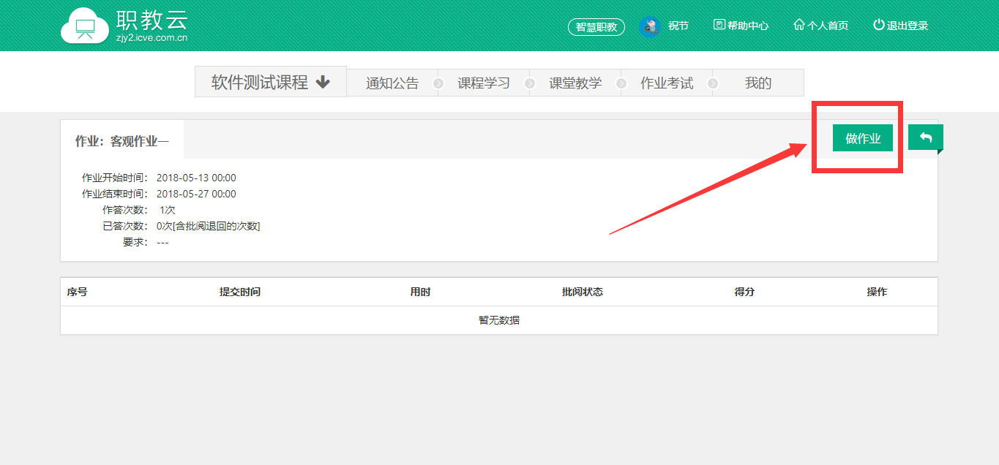 职教云
zjy2.icve.com.cn
智慧职教 祝节 帮助中心 个人首页 退出登录
软件测试课程 通知公告 课程学习 课堂教学 作业考试 我的
作业：客观作业一 做作业
作业开始时间： 2018-05-13 00:00
作业结束时间： 2018-05-27 00:00
作答次数： 1次
已答次数： 0次[含批阅退回的次数]
要求： ---
序号 提交时间 用时 批阅状态 得分 操作
暂无数据